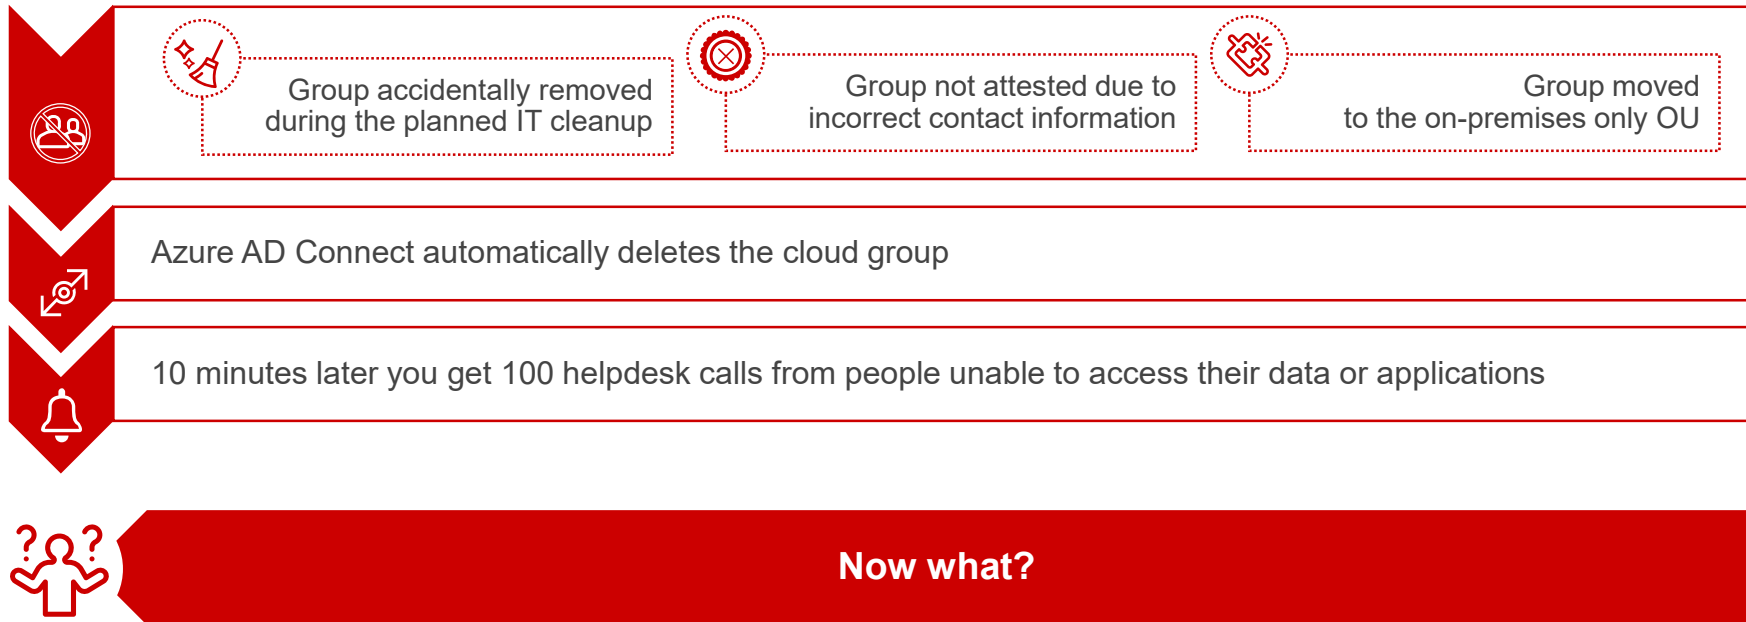 Group accidentally removed
during the planned IT cleanup
Group not attested due to
incorrect contact information
Group moved
to the on-premises only OU
Azure AD Connect automatically deletes the cloud group
10 minutes later you get 100 helpdesk calls from people unable to access their data or applications
? ?
Now what?